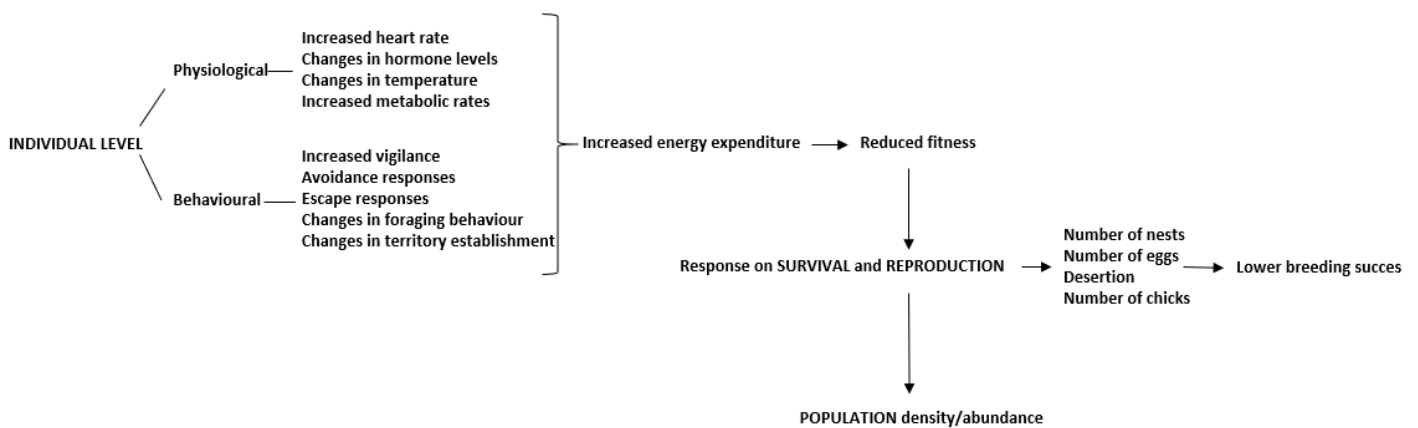 Increased heart rate
Changes in hormone levels
Physiological
Changes in temperature
Increased metabolic rates
INDIVIDUAL LEVEL
Increased vigilance
Avoidance responses
Behavioural
Escape responses
Changes in foraging behaviour
Changes in territory establishment
Increased energy expenditure
Reduced fitness
Response on SURVIVAL and REPRODUCTION
Number of nests
Number of eggs
Desertion
Number of chicks
Lower breeding succes
POPULATION density/abundance